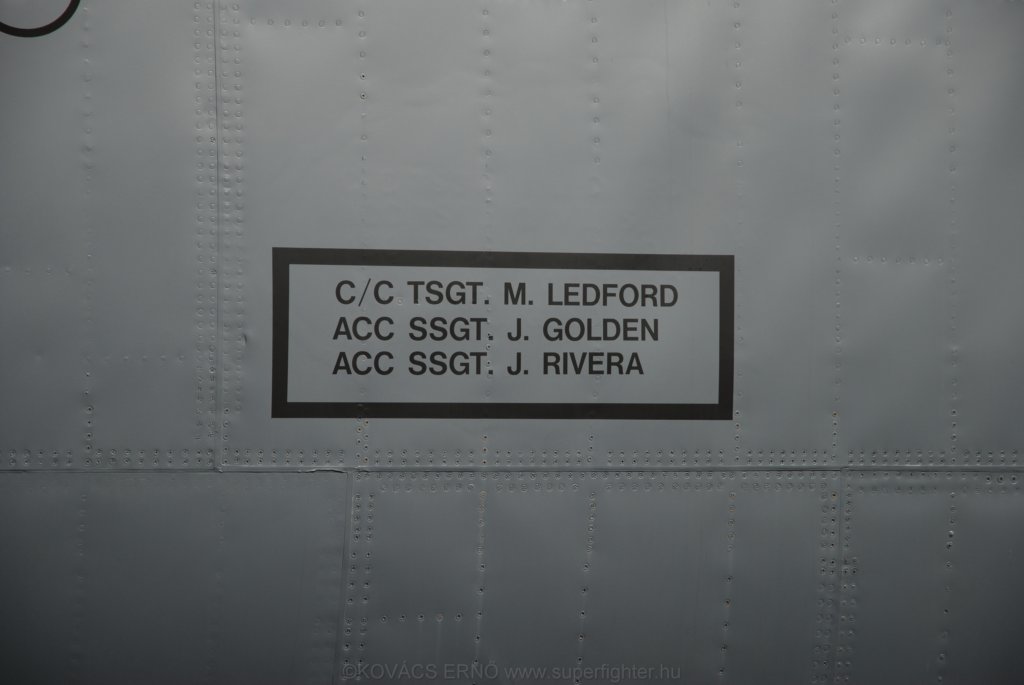 C/C TSGT. M. LEDFORD
ACC SSGT. J. GOLDEN
ACC SSGT. J. RIVERA
©KOVÁCS ERNŐ www.superfighter.hu